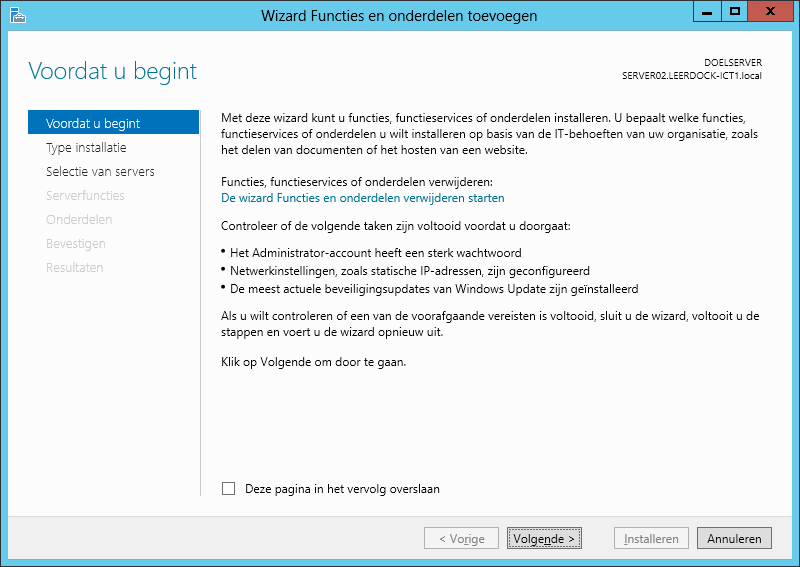 Wizard Functies en onderdelen toevoegen
Voordat u begint
DOELSERVER
SERVER02.LEERDOCK-ICT1.local
Voordat u begint
Type installatie
Selectie van servers
Serverfuncties
Onderdelen
Bevestigen
Resultaten
Met deze wizard kunt u functies, functieservices of onderdelen installeren. U bepaalt welke functies,
functieservices of onderdelen u wilt installeren op basis van de IT-behoeften van uw organisatie, zoals
het delen van documenten of het hosten van een website.
Functies, functieservices of onderdelen verwijderen:
De wizard Functies en onderdelen verwijderen starten
Controleer of de volgende taken zijn voltooid voordat u doorgaat:
• Het Administrator-account heeft een sterk wachtwoord
• Netwerkinstellingen, zoals statische IP-adressen, zijn geconfigureerd
• De meest actuele beveiligingsupdates van Windows Update zijn geïnstalleerd
Als u wilt controleren of een van de voorafgaande vereisten is voltooid, sluit u de wizard, voltooit u de
stappen en voert u de wizard opnieuw uit.
Klik op Volgende om door te gaan.
Deze pagina in het vervolg overslaan
< Vorige
Volgende >
Installeren
Annuleren